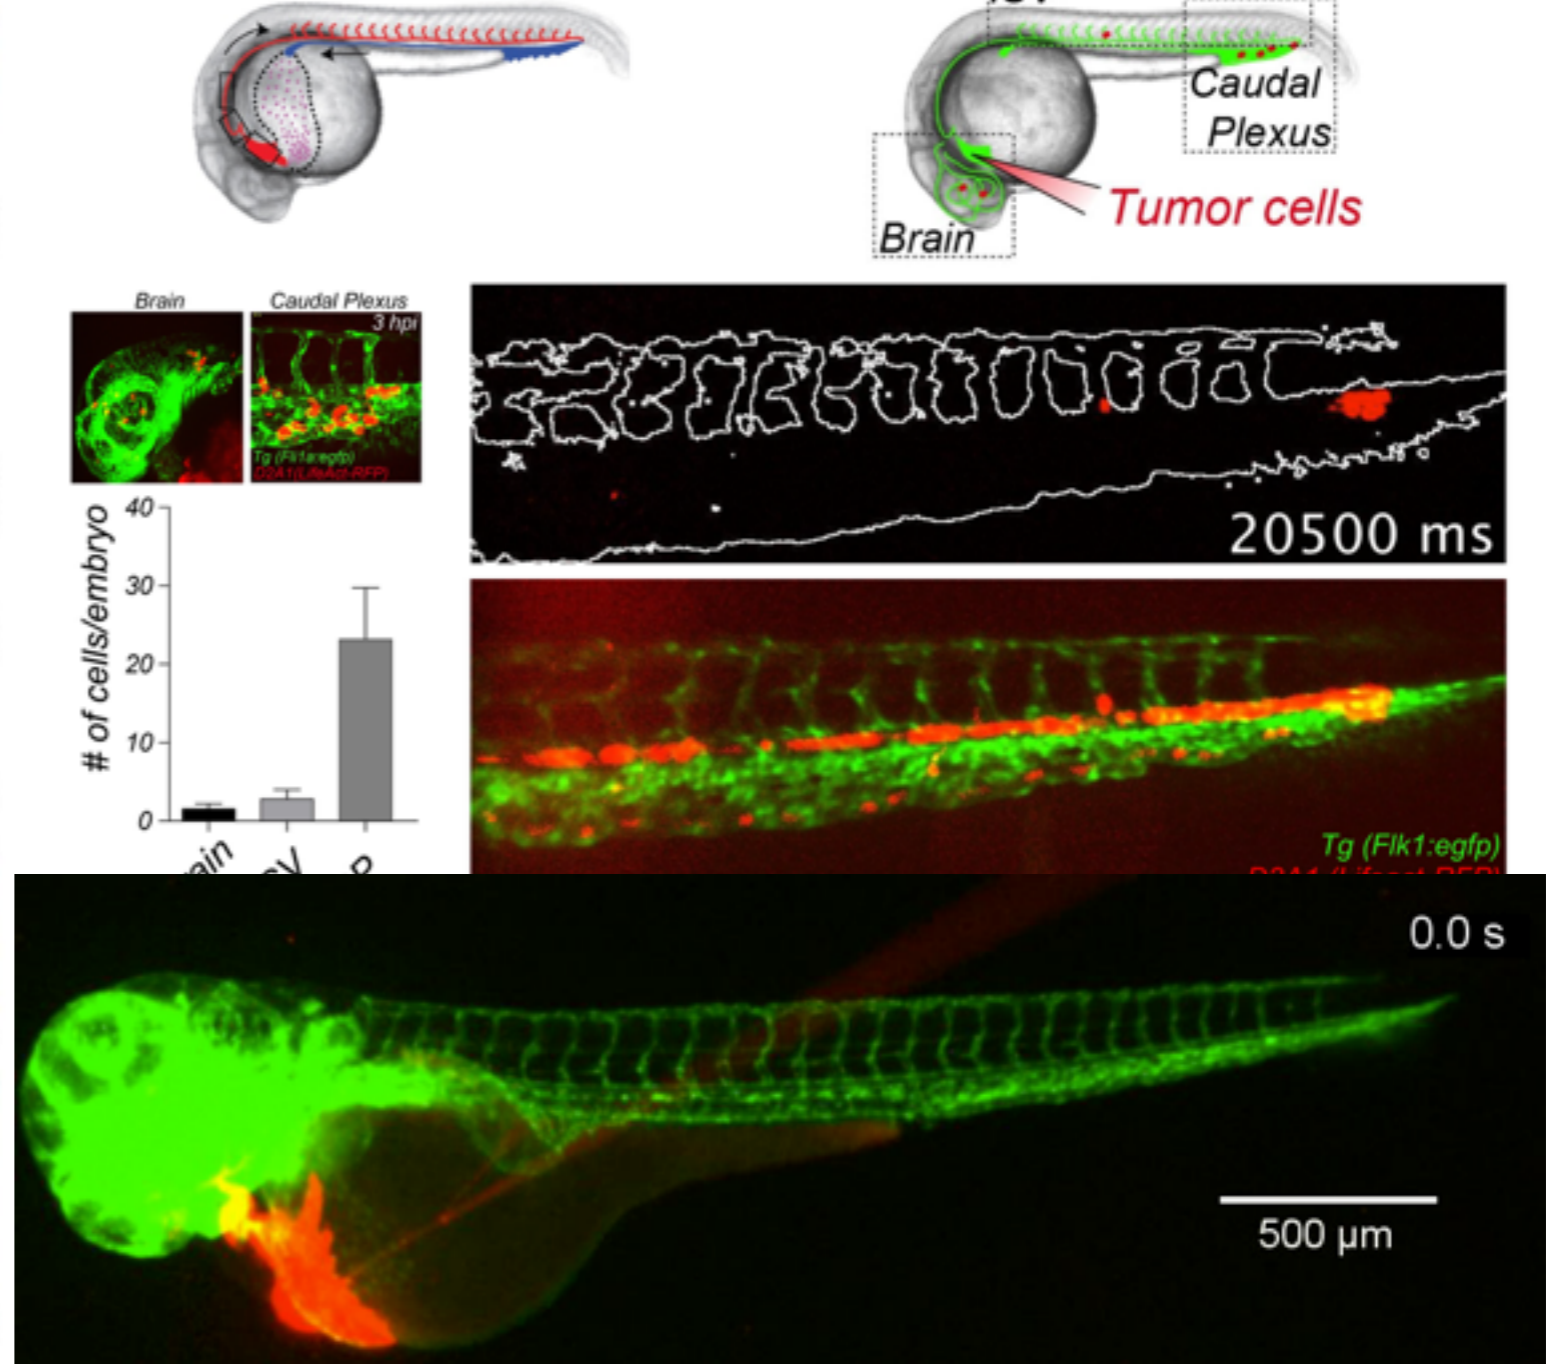 Caudal
Plexus
Tumor cells
Brain
Brain
Caudal Plexus
3 hpi
Tg (Fli1a:egfp)
D2A1(LifeAct-RFP)
20500 ms
40
30
20
10
0
# of cells/embryo
Tg (Flk1:egfp)
0.0 s
500 µm